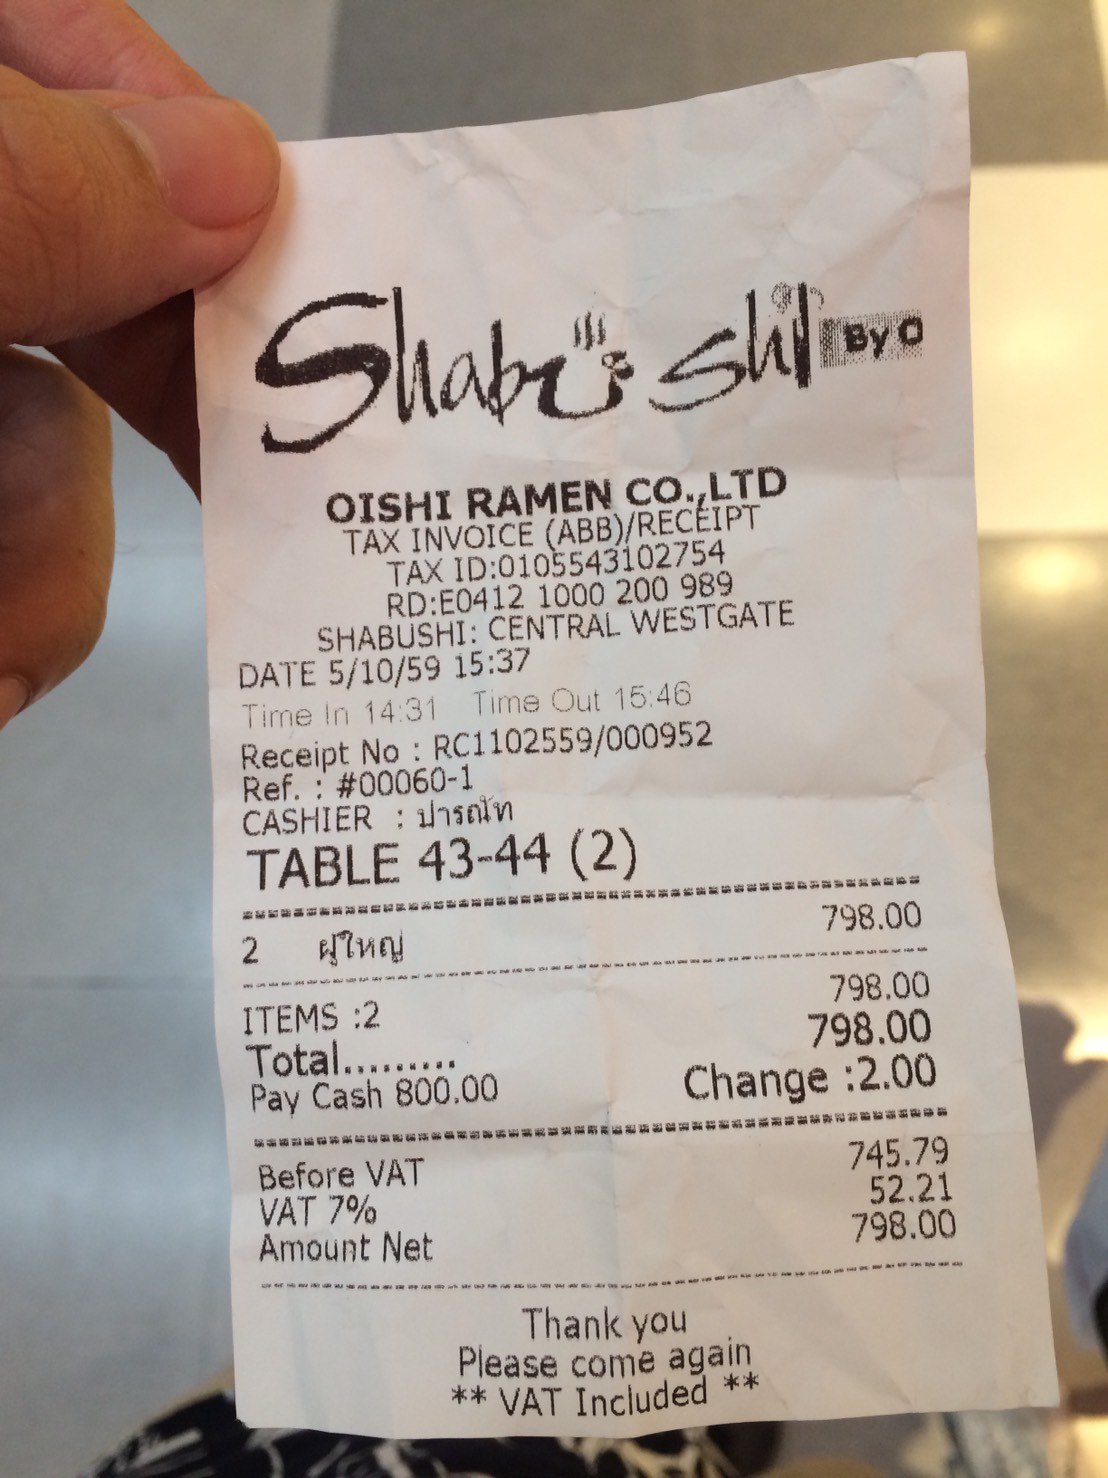 Shabushi By O
OISHI RAMEN CO.,LTD
TAX INVOICE (ABB)/RECEIPT
TAX ID:0105543102754
RD:E0412 1000 200 989
SHABUSHI: CENTRAL WESTGATE
DATE 5/10/59 15:37
Time In 14:31 Time Out 15:46
Receipt No : RC1102559/000952
Ref. : #00060-1
CASHIER : ปารณัท
TABLE 43-44 (2)
2 ผู้ใหญ่ 798.00
ITEMS :2 798.00
Total......... 798.00
Pay Cash 800.00 Change :2.00
Before VAT 745.79
VAT 7% 52.21
Amount Net 798.00
Thank you
Please come again
** VAT Included **